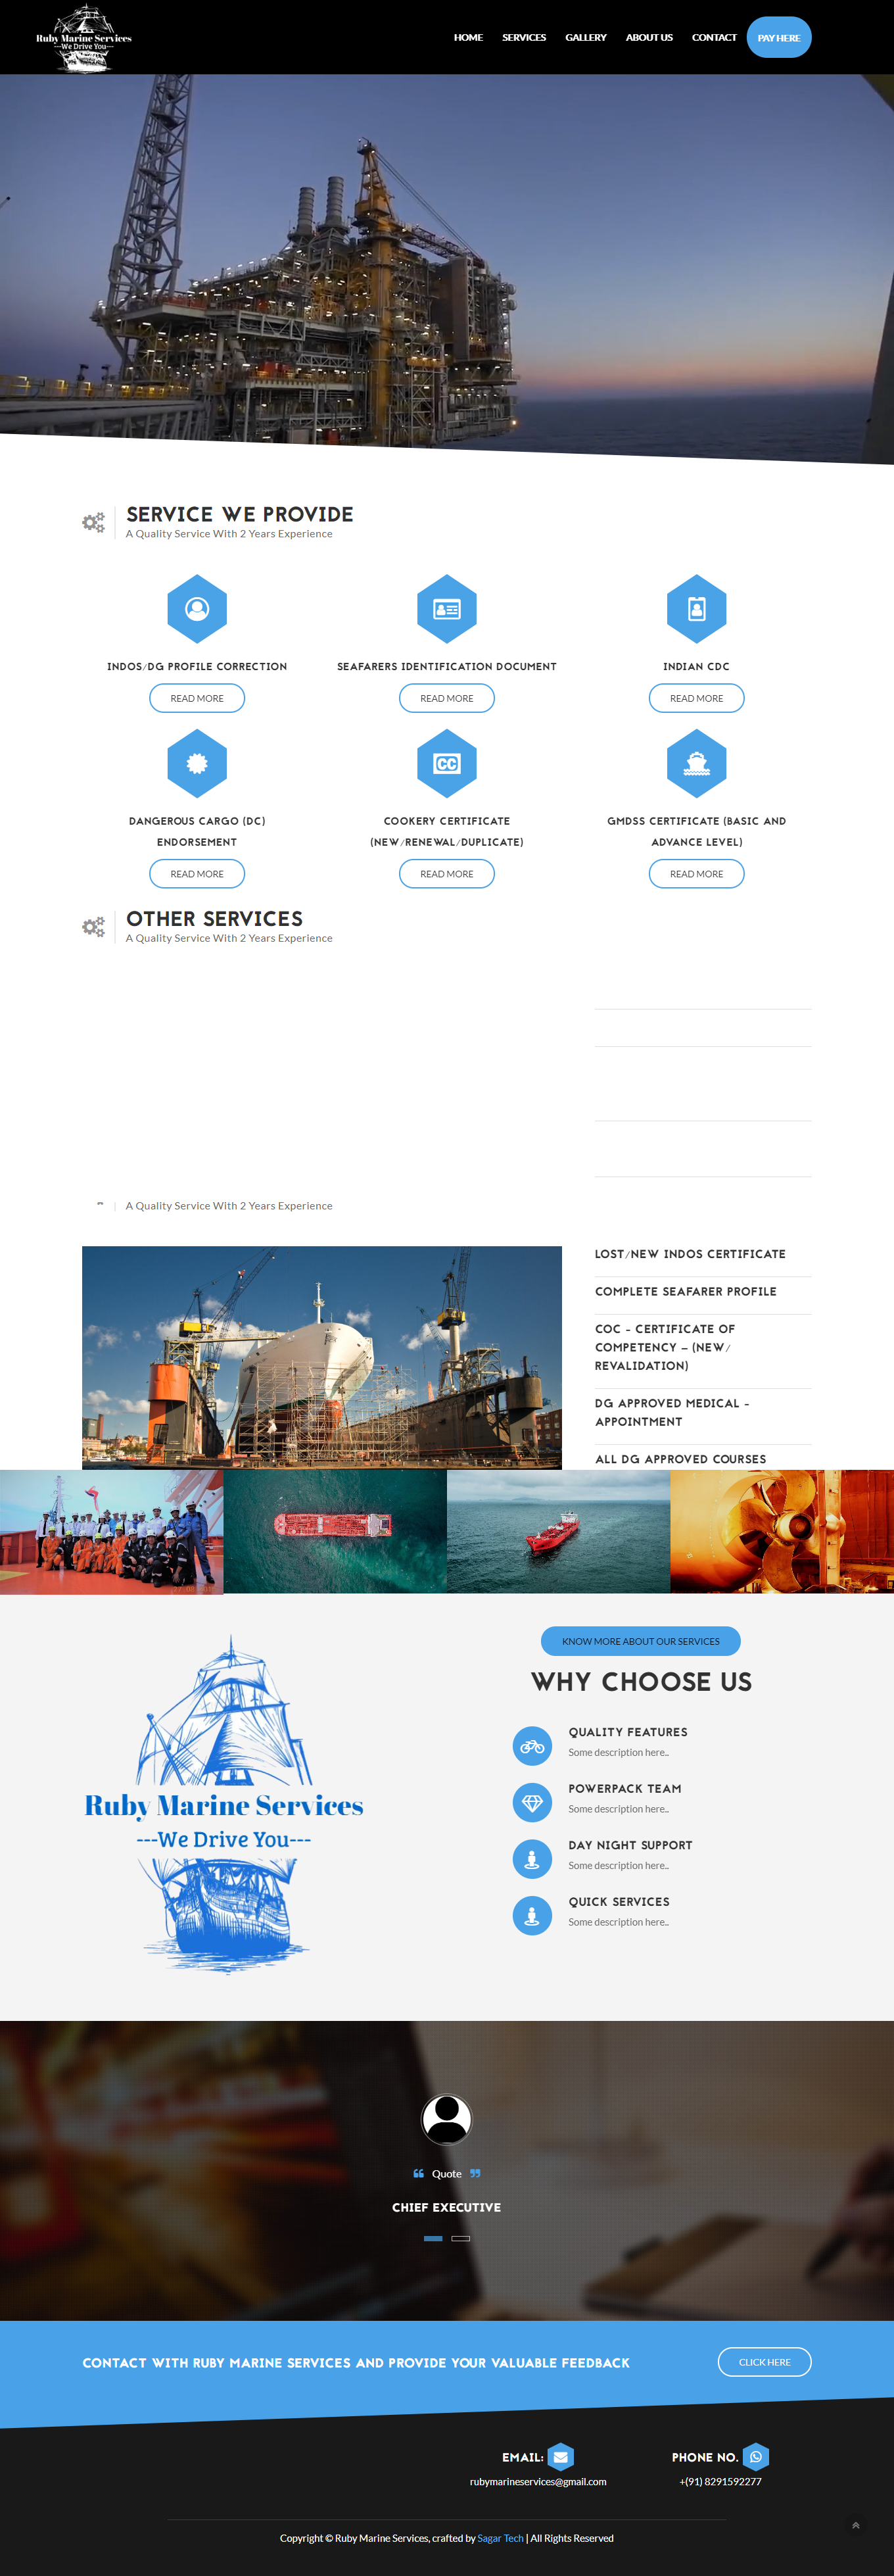 Ruby Marine Services
---We Drive You---
HOME
SERVICES
GALLERY
ABOUT US
CONTACT
PAY HERE
SERVICE WE PROVIDE
A Quality Service With 2 Years Experience
INDOS/DG PROFILE CORRECTION
READ MORE
SEAFARERS IDENTIFICATION DOCUMENT
READ MORE
INDIAN CDC
READ MORE
DANGEROUS CARGO (DC)
ENDORSEMENT
READ MORE
CC
COOKERY CERTIFICATE
(NEW/RENEWAL/DUPLICATE)
READ MORE
GMDSS CERTIFICATE (BASIC AND
ADVANCE LEVEL)
READ MORE
OTHER SERVICES
A Quality Service With 2 Years Experience
A Quality Service With 2 Years Experience
LOST/NEW INDOS CERTIFICATE
COMPLETE SEAFARER PROFILE
COC - CERTIFICATE OF
COMPETENCY – (NEW/
REVALIDATION)
DG APPROVED MEDICAL -
APPOINTMENT
ALL DG APPROVED COURSES
Ruby Marine Services
---We Drive You---
KNOW MORE ABOUT OUR SERVICES
WHY CHOOSE US
QUALITY FEATURES
Some description here..
POWERPACK TEAM
Some description here..
DAY NIGHT SUPPORT
Some description here..
QUICK SERVICES
Some description here..
“ Quote ”
CHIEF EXECUTIVE
CONTACT WITH RUBY MARINE SERVICES AND PROVIDE YOUR VALUABLE FEEDBACK
CLICK HERE
EMAIL:
rubymarineservices@gmail.com
PHONE NO.
+(91) 8291592277
Copyright © Ruby Marine Services, crafted by Sagar Tech | All Rights Reserved